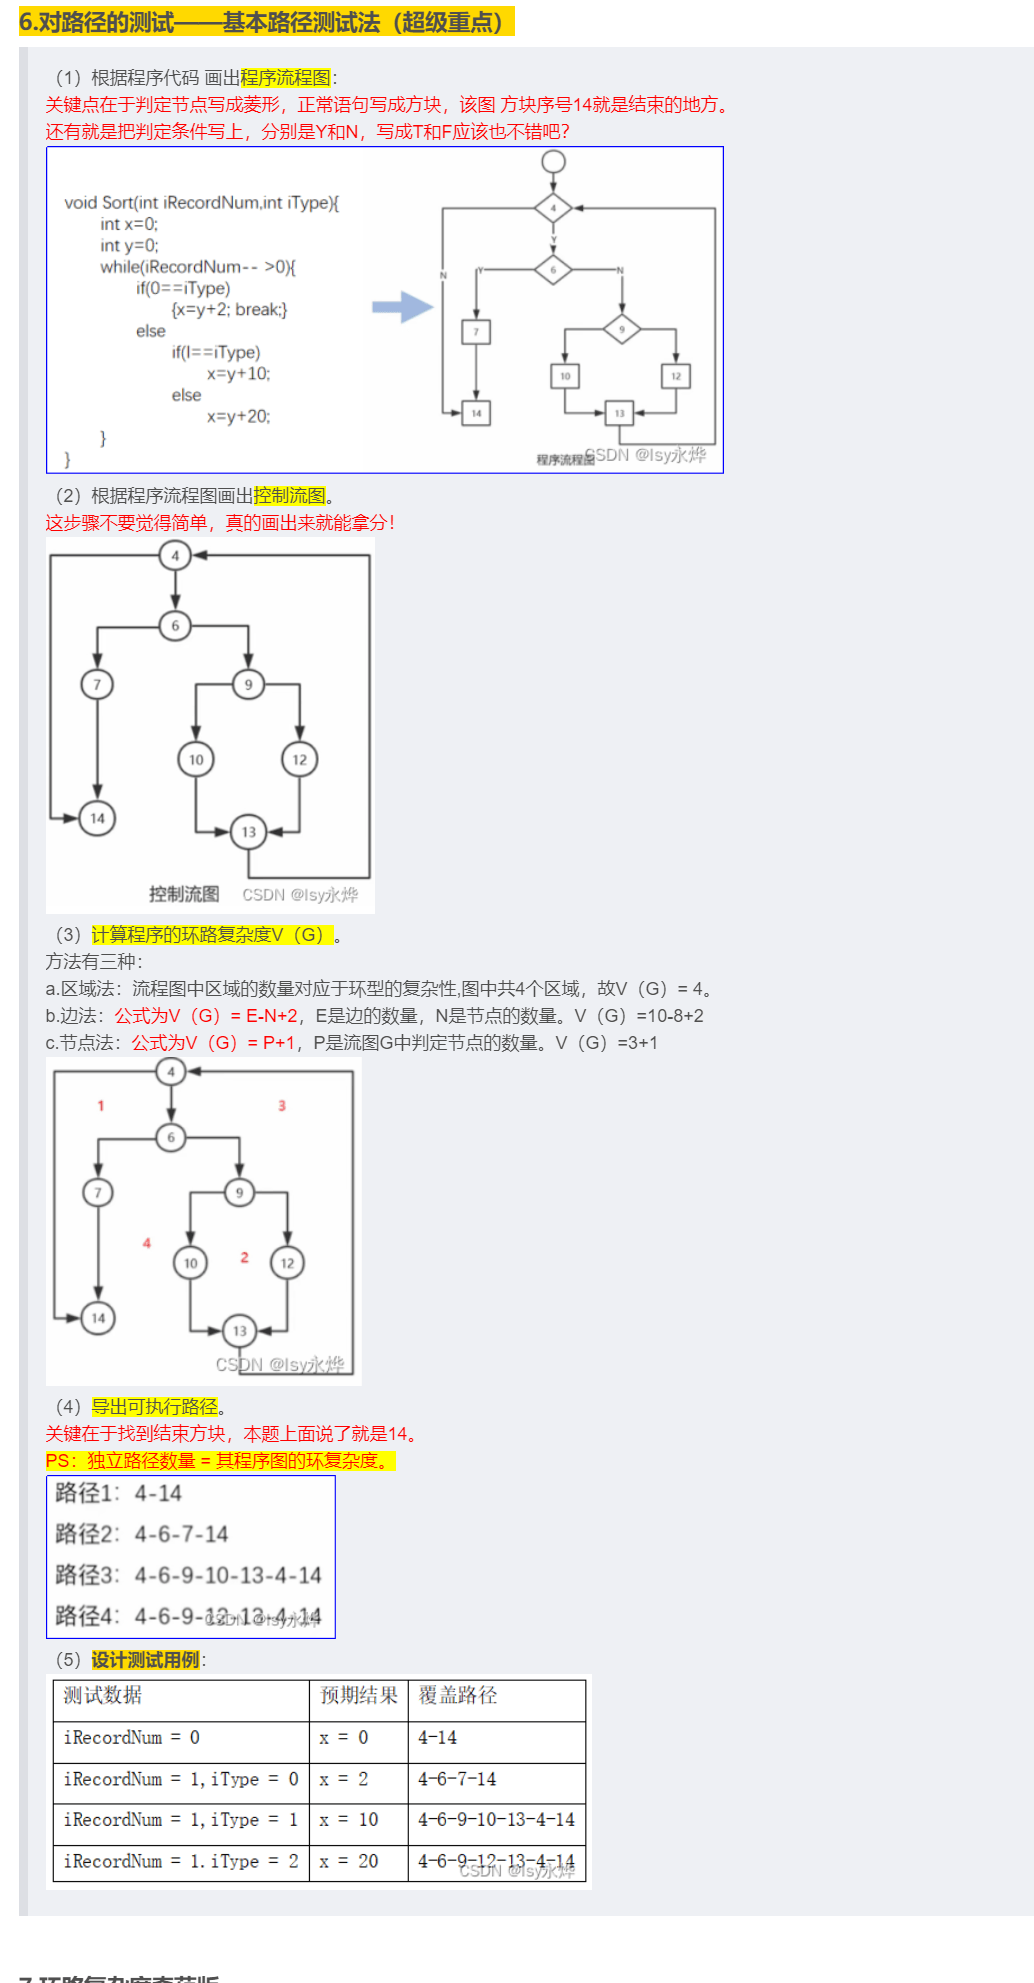 6.对路径的测试——基本路径测试法（超级重点）
（1）根据程序代码 画出程序流程图：
关键点在于判定节点写成菱形，正常语句写成方块，该图 方块序号14就是结束的地方。
还有就是把判定条件写上，分别是Y和N，写成T和F应该也不错吧？
void Sort(int iRecordNum,int iType){
int x=0;
int y=0;
while(iRecordNum-- >0){
if(0==iType)
{x=y+2; break;}
else
if(l==iType)
x=y+10;
else
x=y+20;
}
}
4
Y
6
N
Y
N
7
9
10
12
14
13
程序流程图
CSDN @lsy永烨
（2）根据程序流程图画出控制流图。
这步骤不要觉得简单，真的画出来就能拿分！
4
6
7
9
10
12
14
13
控制流图
CSDN @lsy永烨
（3）计算程序的环路复杂度V（G）。
方法有三种：
a.区域法：流程图中区域的数量对应于环型的复杂性,图中共4个区域，故V（G）= 4。
b.边法：公式为V（G）= E-N+2，E是边的数量，N是节点的数量。V（G）=10-8+2
c.节点法：公式为V（G）= P+1，P是流图G中判定节点的数量。V（G）=3+1
4
1
3
6
7
9
4
2
10
12
14
13
CSDN @lsy永烨
（4）导出可执行路径。
关键在于找到结束方块，本题上面说了就是14。
PS：独立路径数量 = 其程序图的环复杂度。
路径1：4-14
路径2：4-6-7-14
路径3：4-6-9-10-13-4-14
路径4：4-6-9-12-13-4-14
CSDN @lsy永烨
（5）设计测试用例：
测试数据 预期结果 覆盖路径
iRecordNum = 0 x = 0 4-14
iRecordNum = 1,iType = 0 x = 2 4-6-7-14
iRecordNum = 1,iType = 1 x = 10 4-6-9-10-13-4-14
iRecordNum = 1.iType = 2 x = 20 4-6-9-12-13-4-14
CSDN @lsy永烨